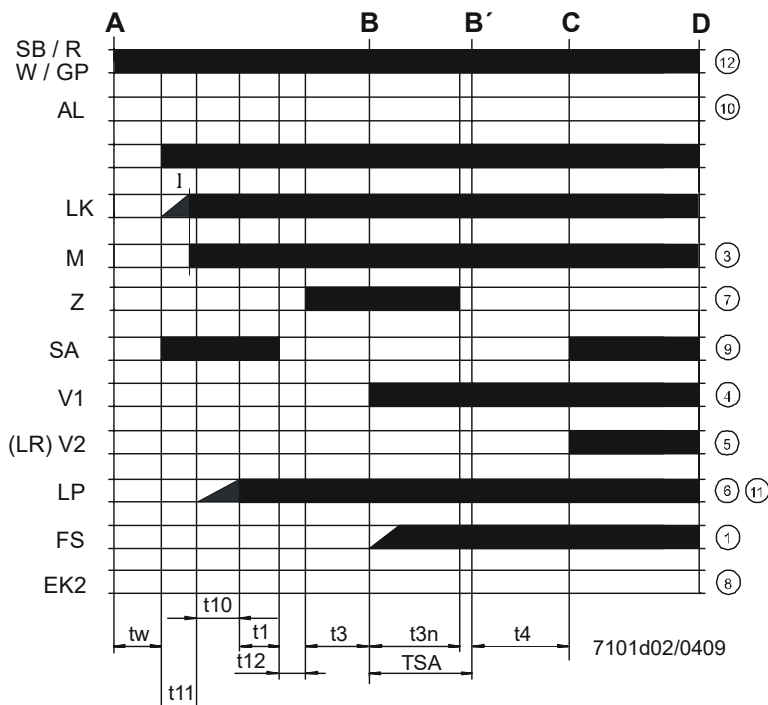 A B B´ C D
SB / R
W / GP 12
AL 10
I
LK
M 3
Z 7
SA 9
V1 4
(LR) V2 5
LP 6 11
FS 1
EK2 8
t10
tw t1 t3 t3n t4
7101d02/0409
t12 TSA
t11